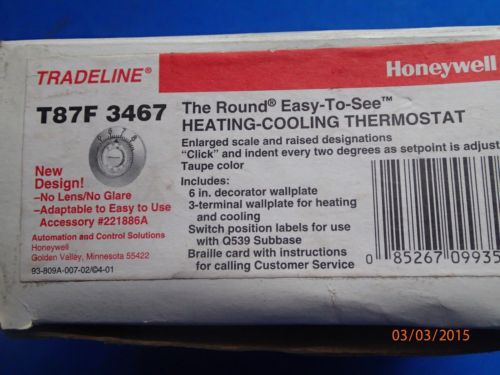 TRADELINE®
Honeywell
T87F 3467
The Round® Easy-To-See™
HEATING-COOLING THERMOSTAT
Enlarged scale and raised designations
"Click" and indent every two degrees as setpoint is adjust
Taupe color
New
Design!
–No Lens/No Glare
–Adaptable to Easy to Use
Accessory #221886A
Automation and Control Solutions
Honeywell
Golden Valley, Minnesota 55422
93-809A-007-02/©4-01
Includes:
6 in. decorator wallplate
3-terminal wallplate for heating
and cooling
Switch position labels for use
with Q539 Subbase
Braille card with instructions
for calling Customer Service
0 85267 09935
03/03/2015